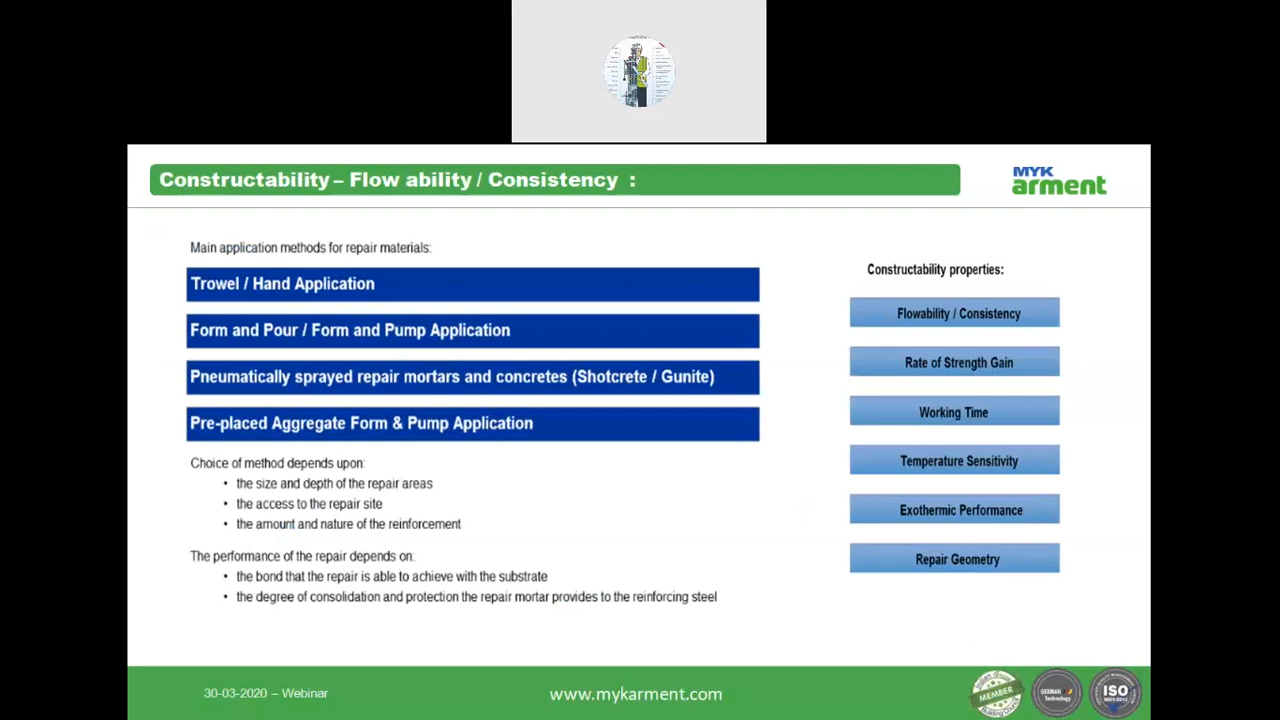 Constructability – Flow ability / Consistency :
MYK
arment
Main application methods for repair materials:
Trowel / Hand Application
Form and Pour / Form and Pump Application
Pneumatically sprayed repair mortars and concretes (Shotcrete / Gunite)
Pre-placed Aggregate Form & Pump Application
Choice of method depends upon:
• the size and depth of the repair areas
• the access to the repair site
• the amount and nature of the reinforcement
The performance of the repair depends on:
• the bond that the repair is able to achieve with the substrate
• the degree of consolidation and protection the repair mortar provides to the reinforcing steel
Constructability properties:
Flowability / Consistency
Rate of Strength Gain
Working Time
Temperature Sensitivity
Exothermic Performance
Repair Geometry
30-03-2020 – Webinar
www.mykarment.com
MEMBER
GERMAN
Technology
ISO